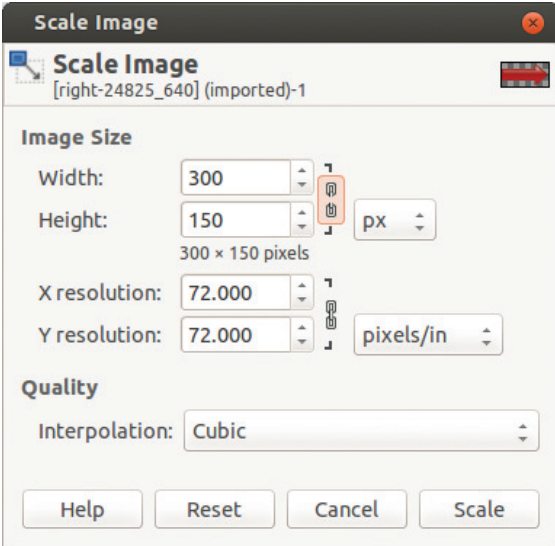 Scale Image
Scale Image
[right-24825_640] (imported)-1
Image Size
Width: 300
Height: 150 px
300 × 150 pixels
X resolution: 72.000
Y resolution: 72.000 pixels/in
Quality
Interpolation: Cubic
Help Reset Cancel Scale